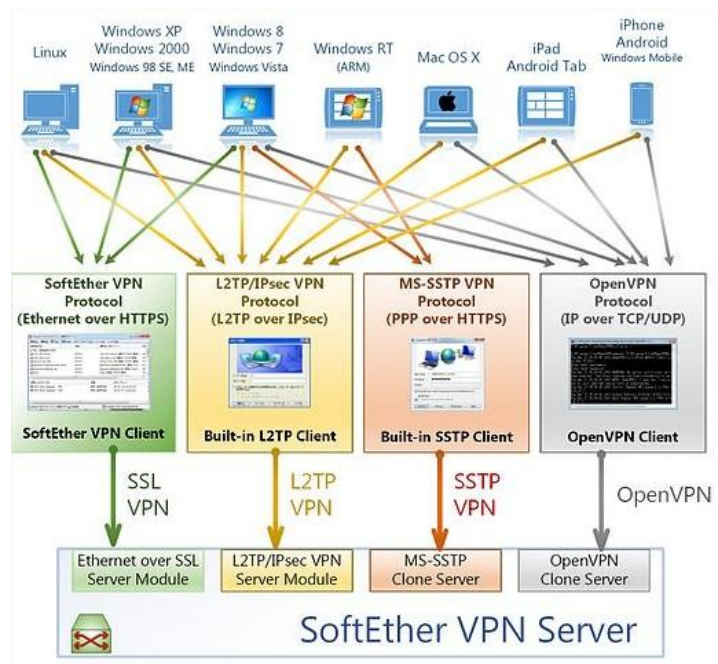 Linux
Windows XP
Windows 2000
Windows 98 SE, ME
Windows 8
Windows 7
Windows Vista
Windows RT
(ARM)
Mac OS X
iPad
Android Tab
iPhone
Android
Windows Mobile
SoftEther VPN
Protocol
(Ethernet over HTTPS)
SoftEther VPN Client
L2TP/IPsec VPN
Protocol
(L2TP over IPsec)
Built-in L2TP Client
MS-SSTP VPN
Protocol
(PPP over HTTPS)
Built-in SSTP Client
OpenVPN
Protocol
(IP over TCP/UDP)
OpenVPN Client
SSL
VPN
L2TP
VPN
SSTP
VPN
OpenVPN
Ethernet over SSL
Server Module
L2TP/IPsec VPN
Server Module
MS-SSTP
Clone Server
OpenVPN
Clone Server
SoftEther VPN Server